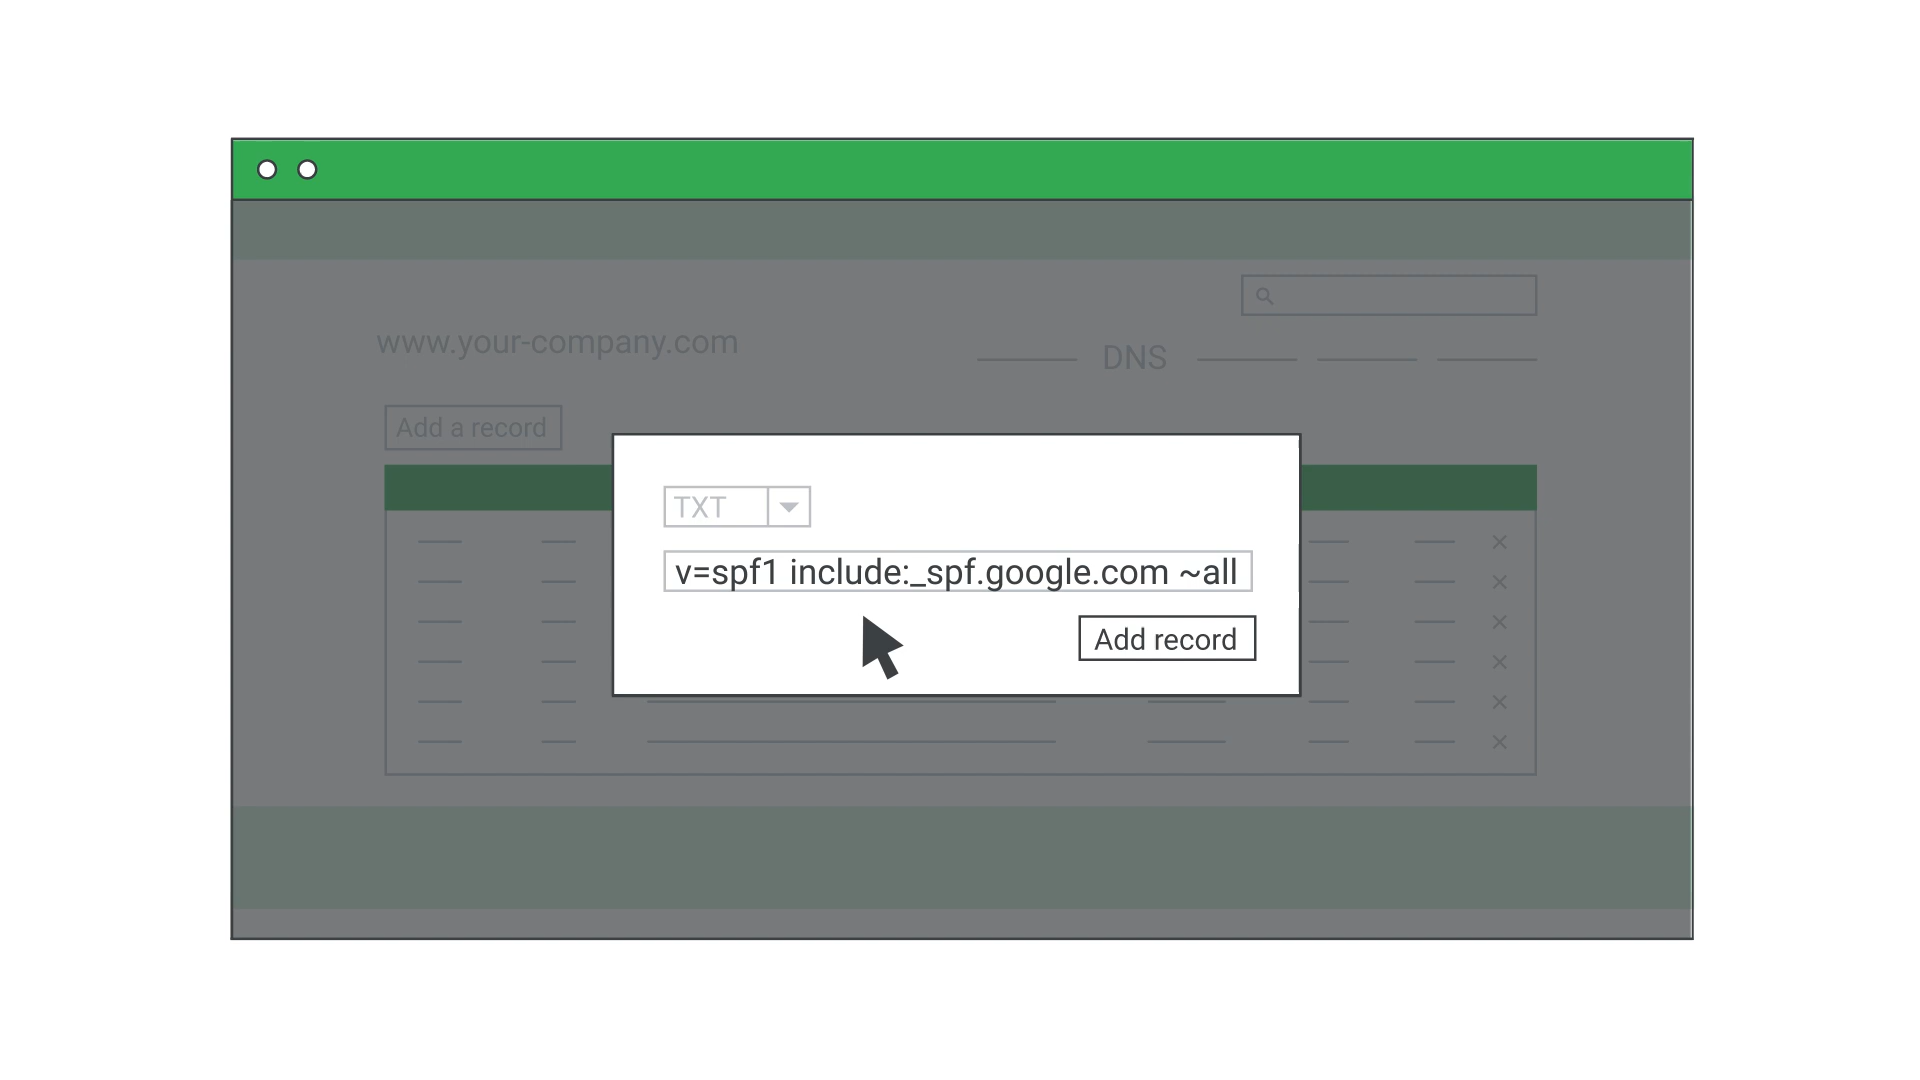 www.your-company.com
DNS
Add a record
TXT
v=spf1 include:_spf.google.com ~all
Add record